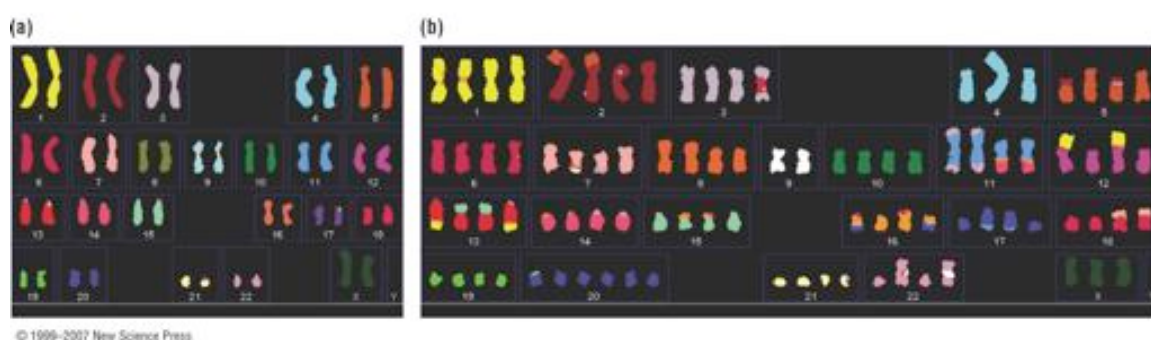 (a) (b)
1 2 3 4 5 1 2 3 4 5
6 7 8 9 10 11 12 6 7 8 9 10 11 12
13 14 15 16 17 18 13 14 15 16 17 18
19 20 21 22 X Y 19 20 21 22 X
© 1999–2007 New Science Press